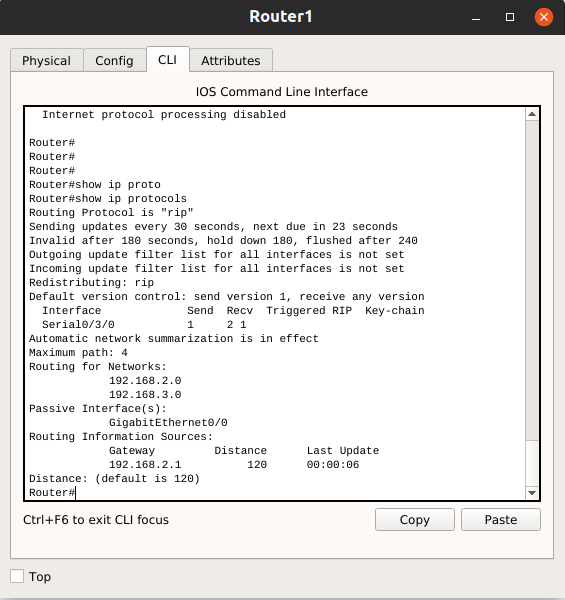 Router1
Physical Config CLI Attributes
IOS Command Line Interface
Internet protocol processing disabled
Router#
Router#
Router#
Router#show ip proto
Router#show ip protocols
Routing Protocol is "rip"
Sending updates every 30 seconds, next due in 23 seconds
Invalid after 180 seconds, hold down 180, flushed after 240
Outgoing update filter list for all interfaces is not set
Incoming update filter list for all interfaces is not set
Redistributing: rip
Default version control: send version 1, receive any version
Interface Send Recv Triggered RIP Key-chain
Serial0/3/0 1 2 1
Automatic network summarization is in effect
Maximum path: 4
Routing for Networks:
192.168.2.0
192.168.3.0
Passive Interface(s):
GigabitEthernet0/0
Routing Information Sources:
Gateway Distance Last Update
192.168.2.1 120 00:00:06
Distance: (default is 120)
Router#
Ctrl+F6 to exit CLI focus Copy Paste
Top